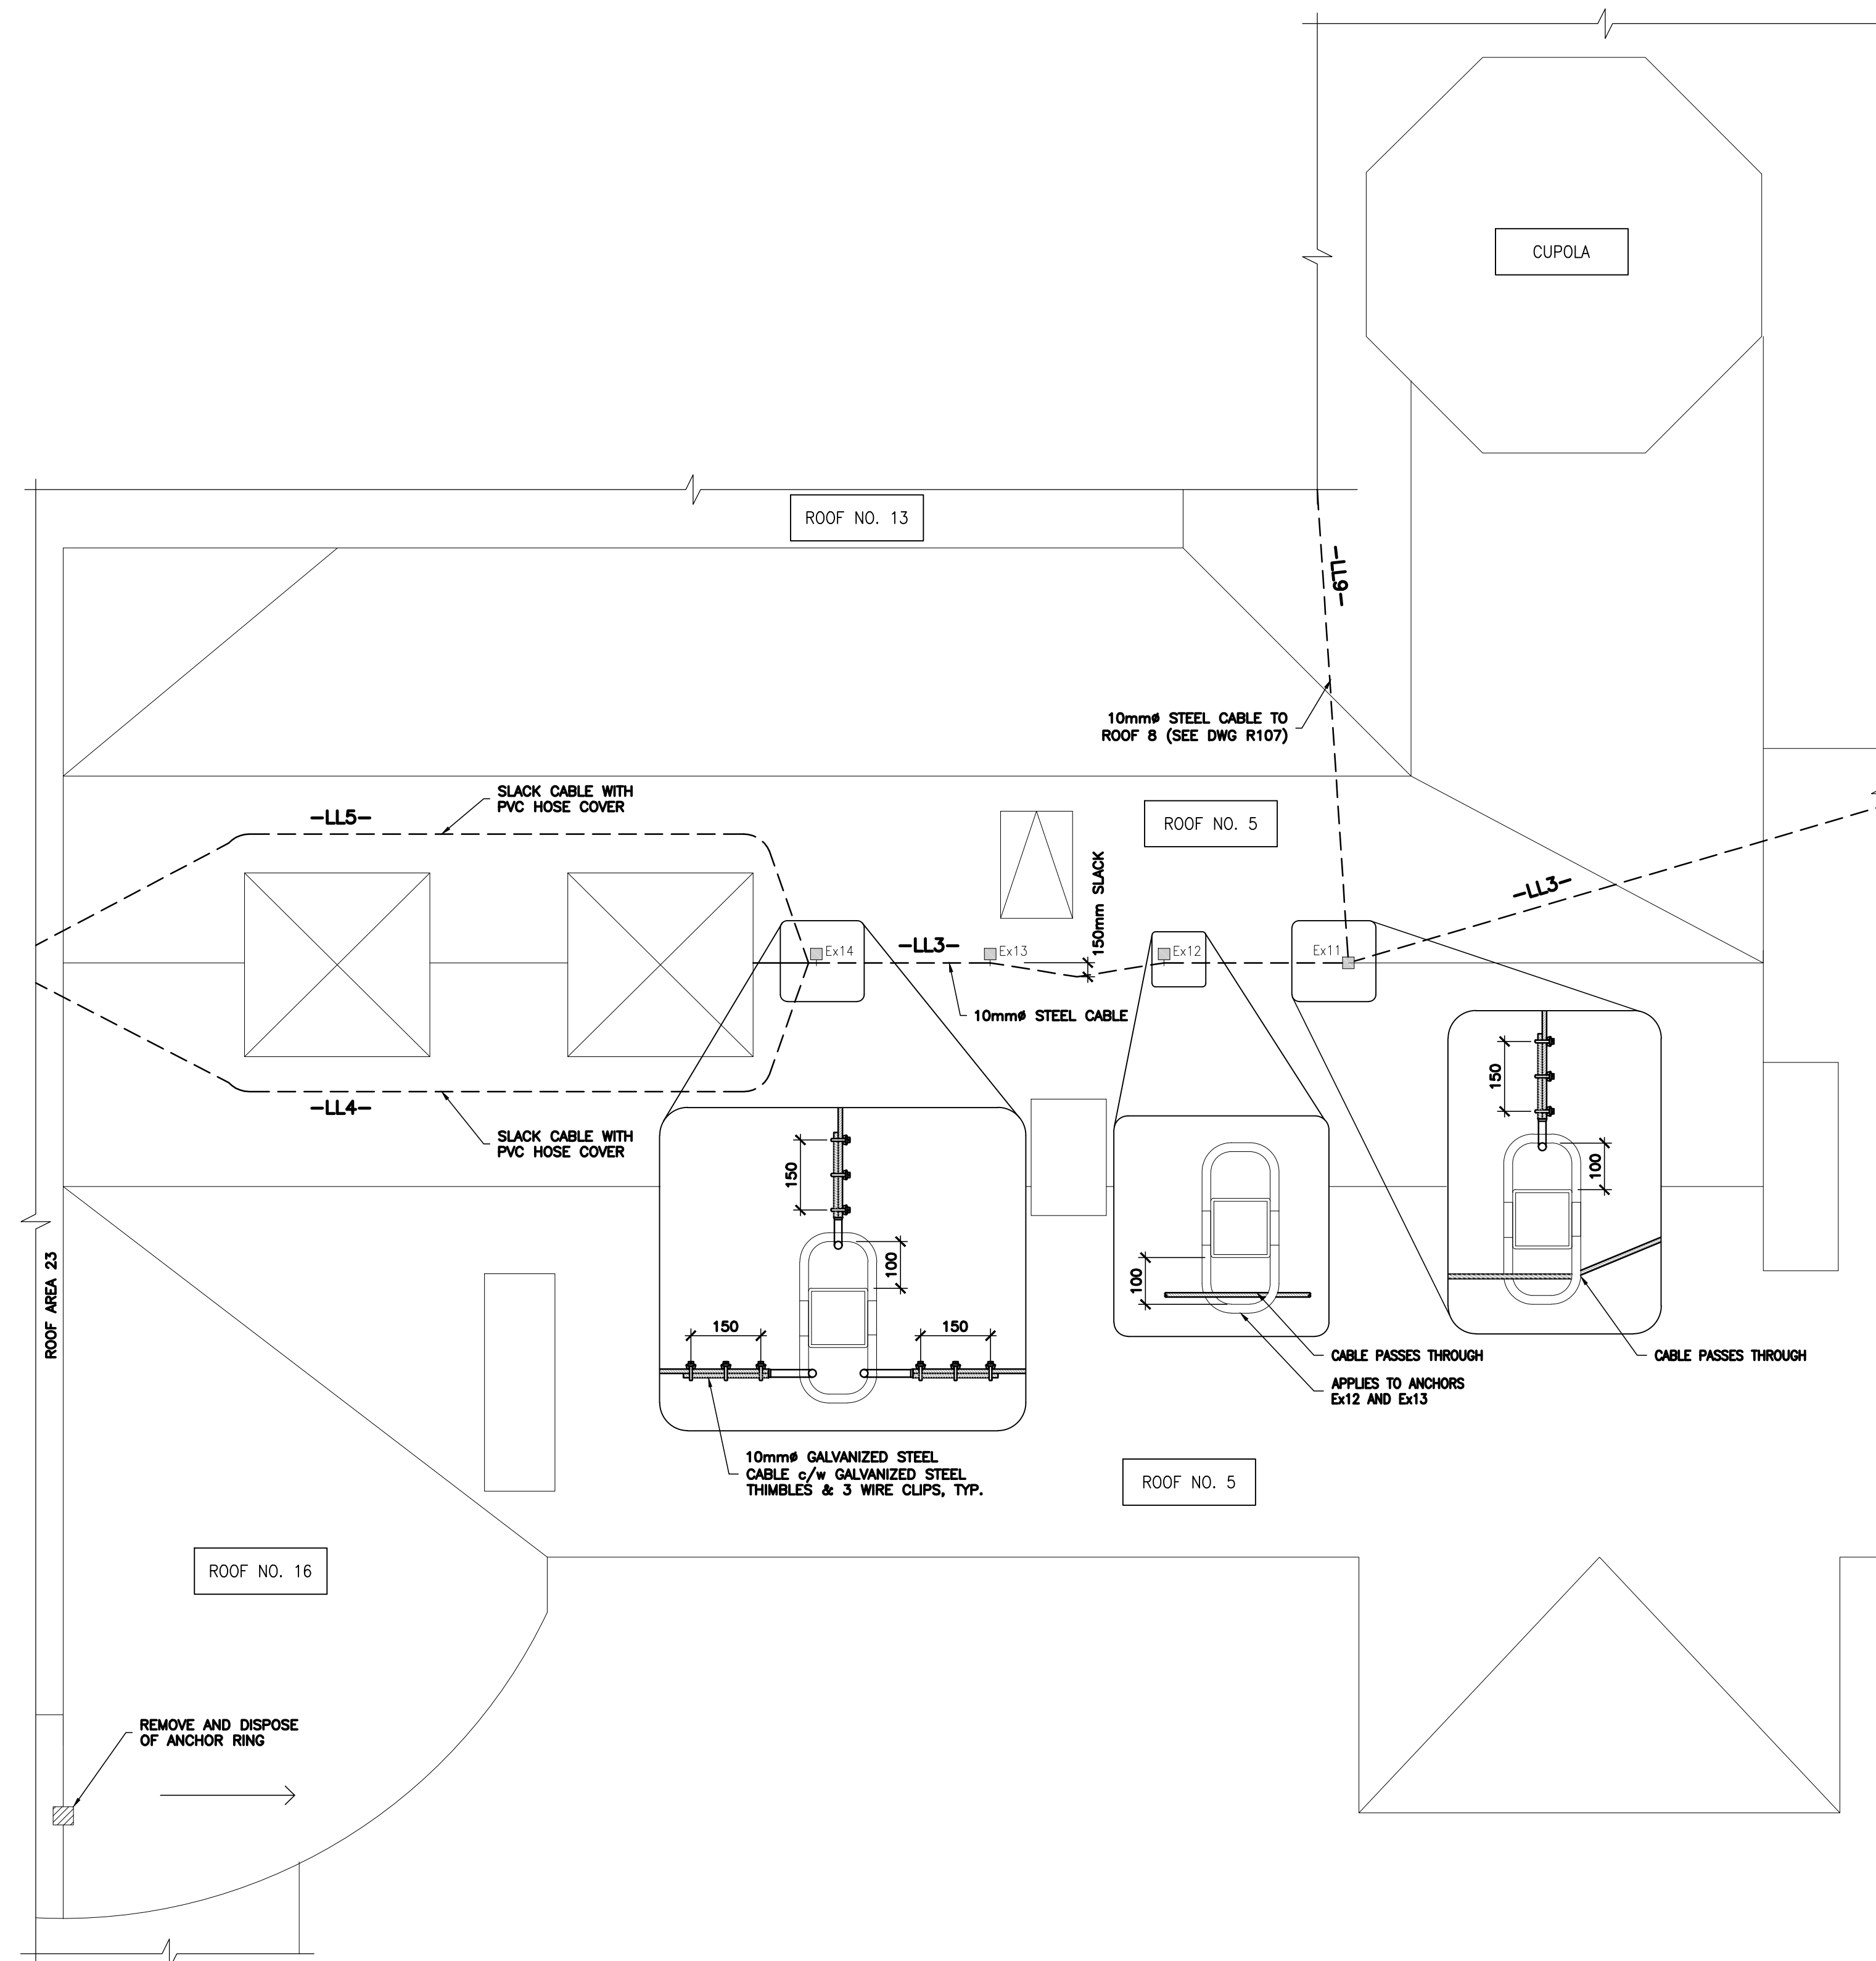 CUPOLA
ROOF NO. 13
-LL9-
10mmø STEEL CABLE TO
ROOF 8 (SEE DWG R107)
SLACK CABLE WITH
PVC HOSE COVER
-LL5-
ROOF NO. 5
150mm SLACK
-LL3-
Ex14
-LL3-
Ex13
Ex12
Ex11
10mmø STEEL CABLE
-LL4-
SLACK CABLE WITH
PVC HOSE COVER
150
100
150
150
150
100
100
CABLE PASSES THROUGH
APPLIES TO ANCHORS
Ex12 AND Ex13
CABLE PASSES THROUGH
ROOF AREA 23
10mmø GALVANIZED STEEL
CABLE c/w GALVANIZED STEEL
THIMBLES & 3 WIRE CLIPS, TYP.
ROOF NO. 5
ROOF NO. 16
REMOVE AND DISPOSE
OF ANCHOR RING